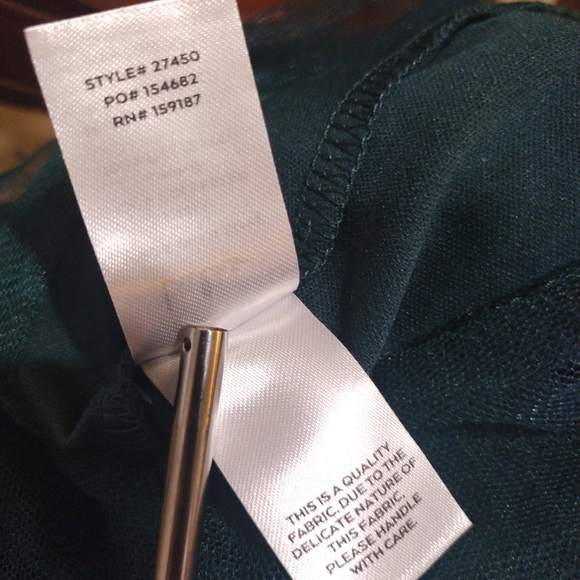 STYLE# 27450
PO# 154682
RN# 159187
THIS IS A QUALITY
FABRIC. DUE TO THE
DELICATE NATURE OF
THIS FABRIC,
PLEASE HANDLE
WITH CARE.